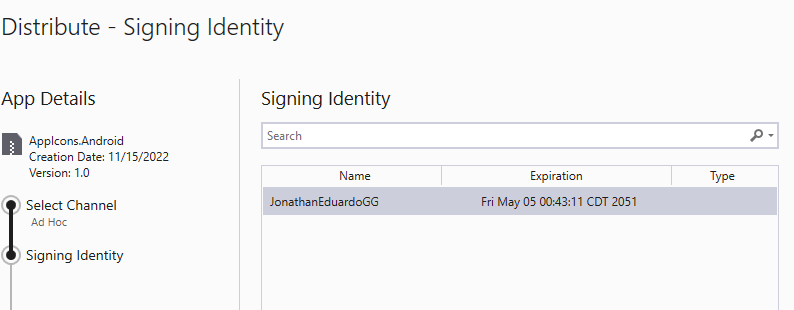 Distribute - Signing Identity
App Details
AppIcons.Android
Creation Date: 11/15/2022
Version: 1.0
Select Channel
Ad Hoc
Signing Identity
Signing Identity
Search
Name Expiration Type
JonathanEduardoGG Fri May 05 00:43:11 CDT 2051